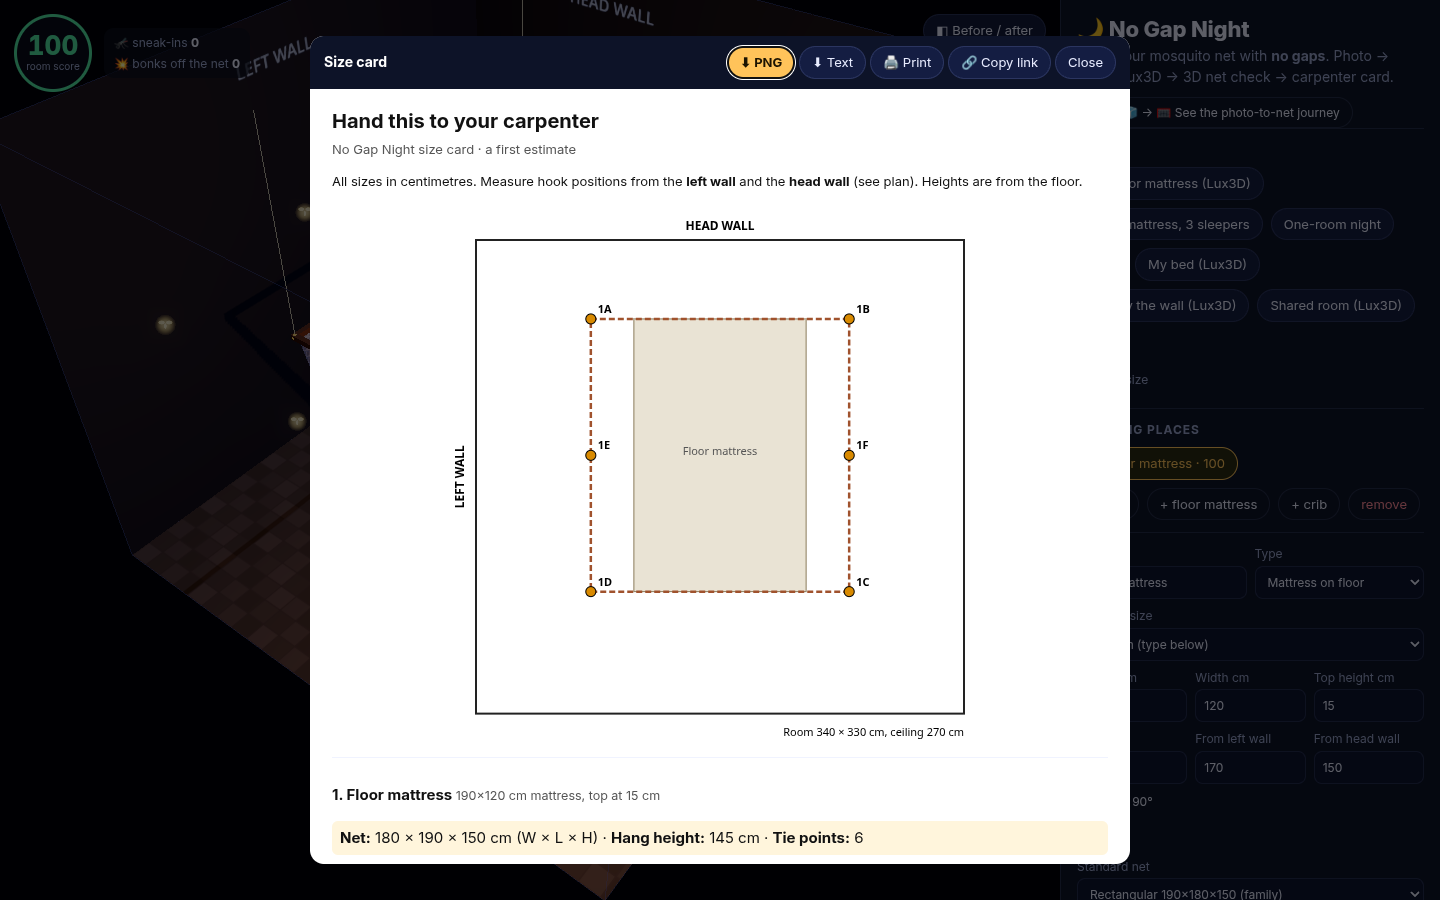 100
room score
🦟 sneak-ins 0
💥 bonks off the net 0
LEFT WALL
HEAD WALL
◧ Before / after
Size card
⬇ PNG
⬇ Text
🖨️ Print
🔗 Copy link
Close
Hand this to your carpenter
No Gap Night size card · a first estimate
All sizes in centimetres. Measure hook positions from the left wall and the head wall (see plan). Heights are from the floor.
HEAD WALL
1A
1B
1E
1F
Floor mattress
LEFT WALL
1D
1C
Room 340 × 330 cm, ceiling 270 cm
1. Floor mattress 190×120 cm mattress, top at 15 cm
Net: 180 × 190 × 150 cm (W × L × H) · Hang height: 145 cm · Tie points: 6
🌙 No Gap Night
our mosquito net with no gaps. Photo →
3D → 3D net check → carpenter card.
→ See the photo-to-net journey
mattress (Lux3D)
mattress, 3 sleepers
One-room night
My bed (Lux3D)
the wall (Lux3D)
Shared room (Lux3D)
size
PLACES
mattress · 100
+ floor mattress
+ crib
remove
Type
Mattress on floor
size
(type below)
Width cm
Top height cm
120
15
From left wall
From head wall
170
150
90°
Standard net
Rectangular 190×180×150 (family)